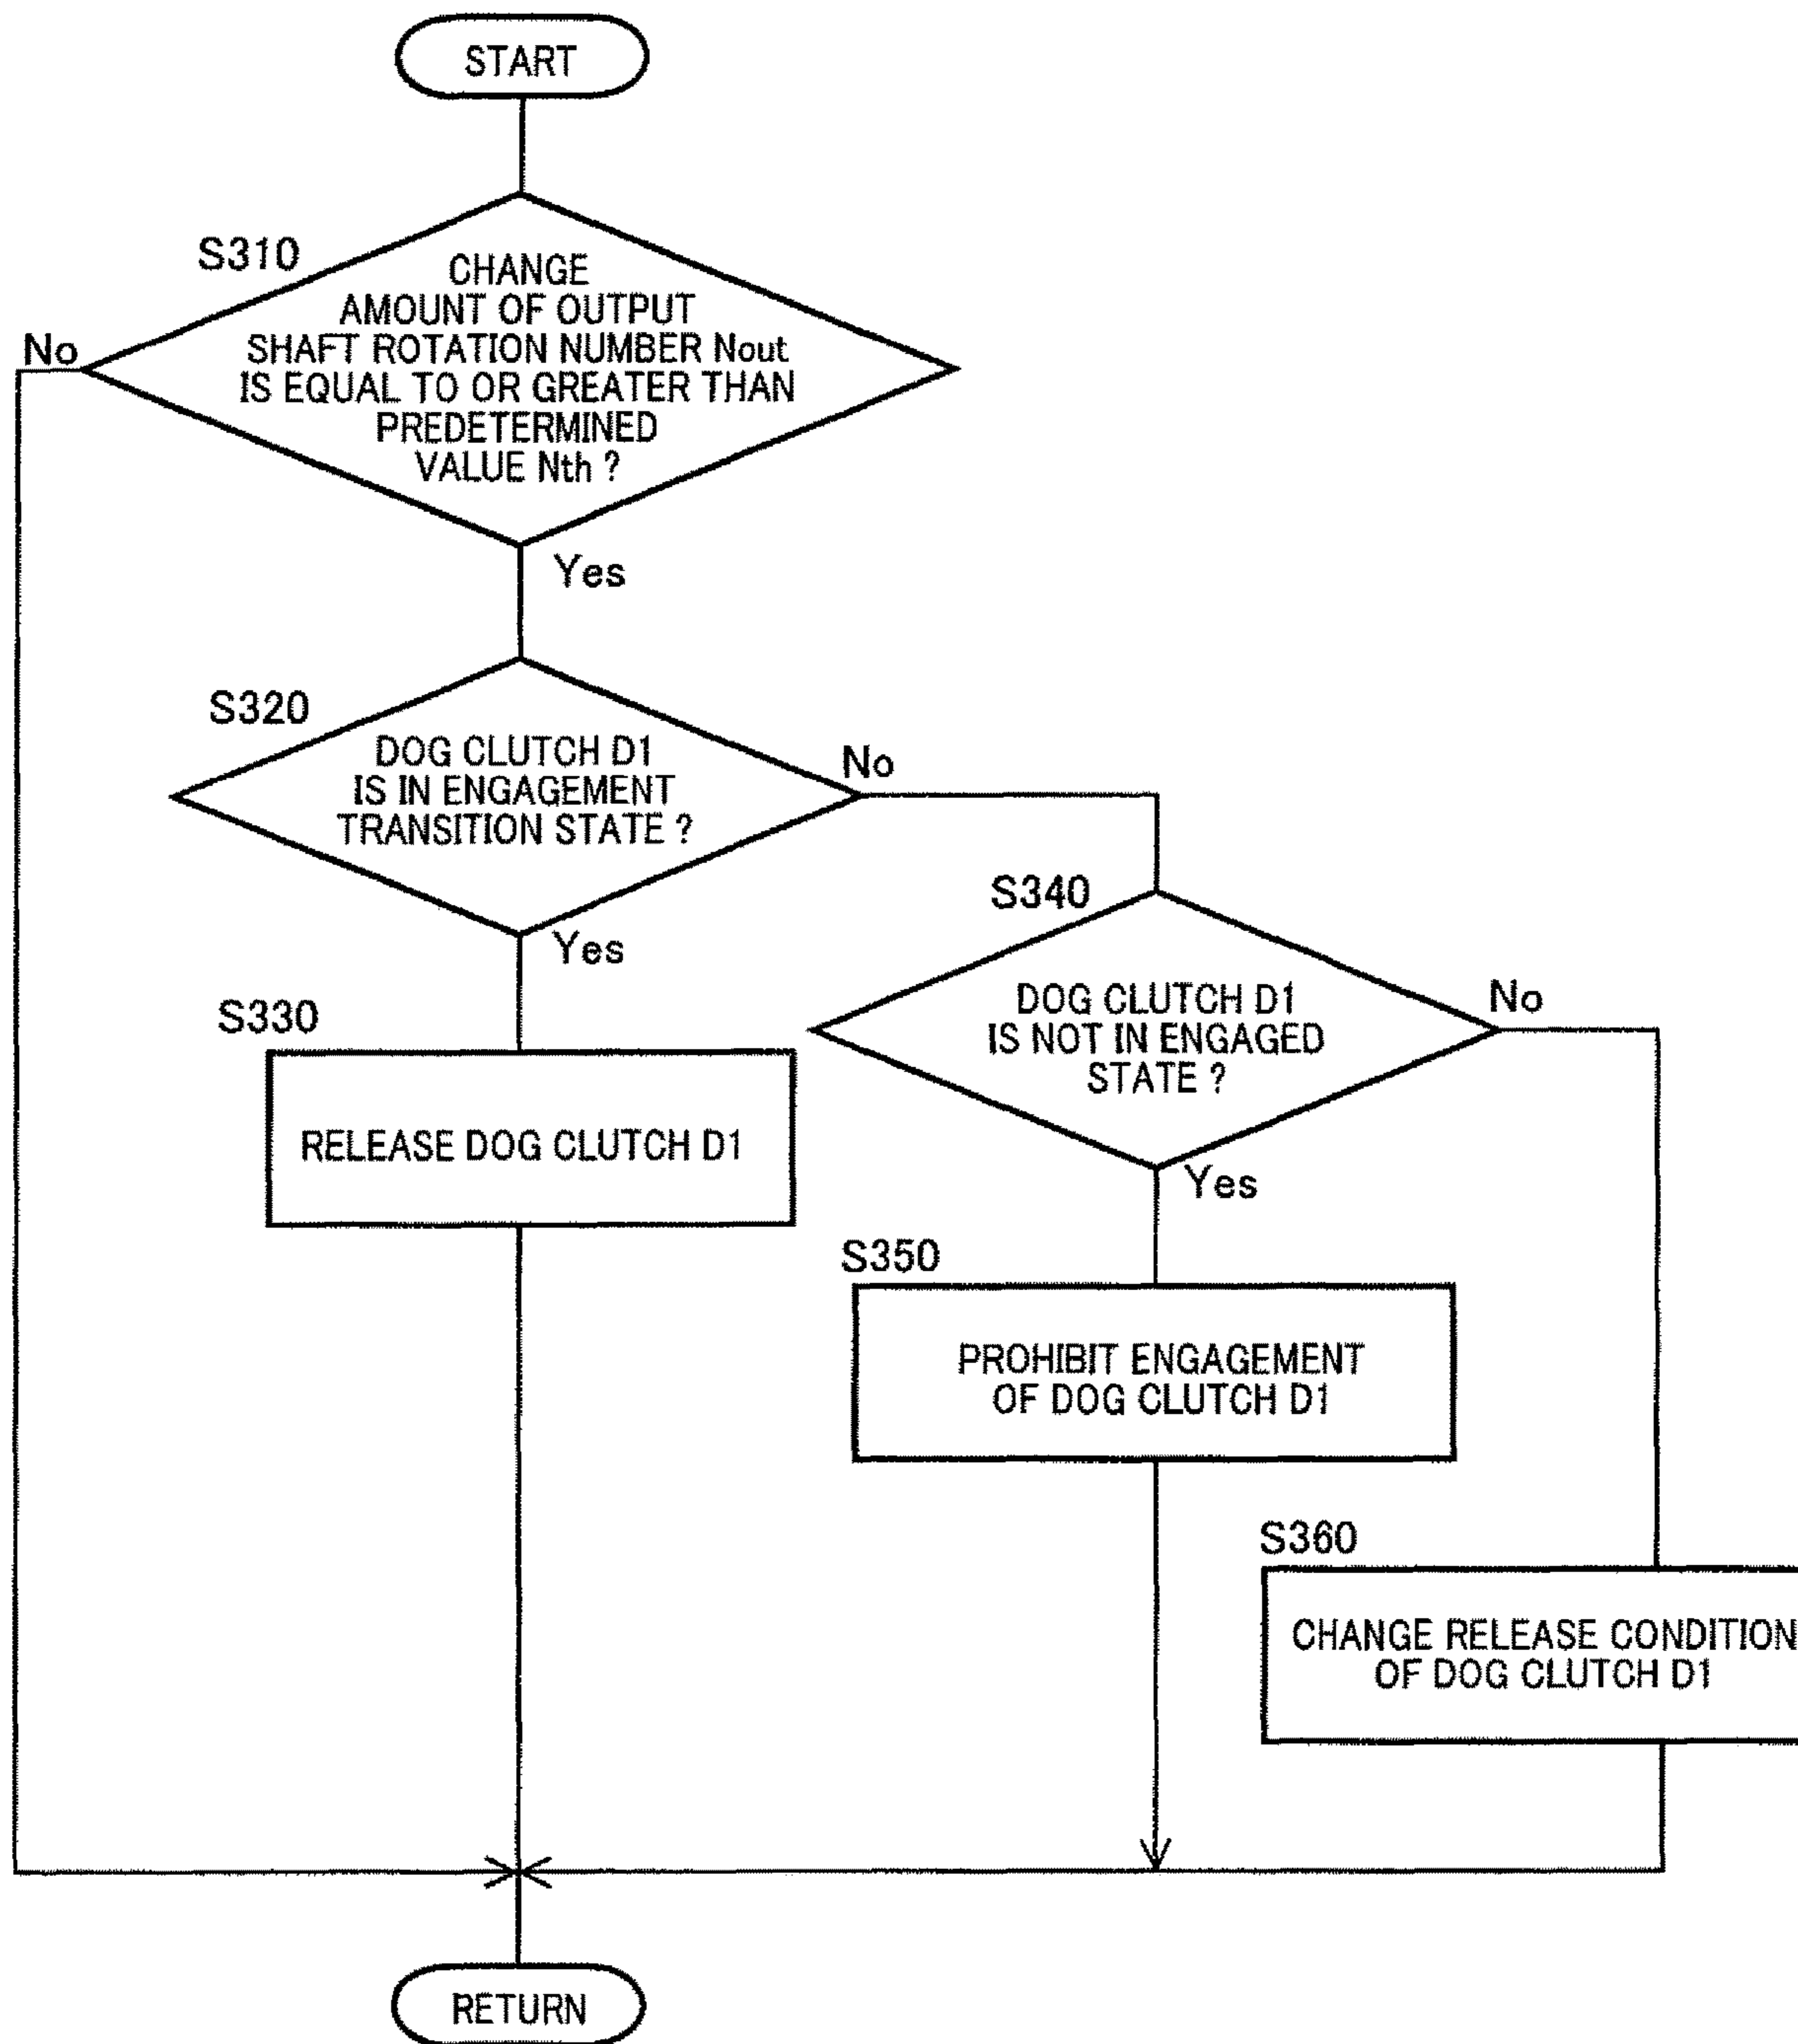 START
S310
CHANGE
AMOUNT OF OUTPUT
SHAFT ROTATION NUMBER Nout
IS EQUAL TO OR GREATER THAN
PREDETERMINED
VALUE Nth ?
No
Yes
S320
DOG CLUTCH D1
IS IN ENGAGEMENT
TRANSITION STATE ?
No
Yes
S330
RELEASE DOG CLUTCH D1
S340
DOG CLUTCH D1
IS NOT IN ENGAGED
STATE ?
No
Yes
S350
PROHIBIT ENGAGEMENT
OF DOG CLUTCH D1
S360
CHANGE RELEASE CONDITION
OF DOG CLUTCH D1
RETURN